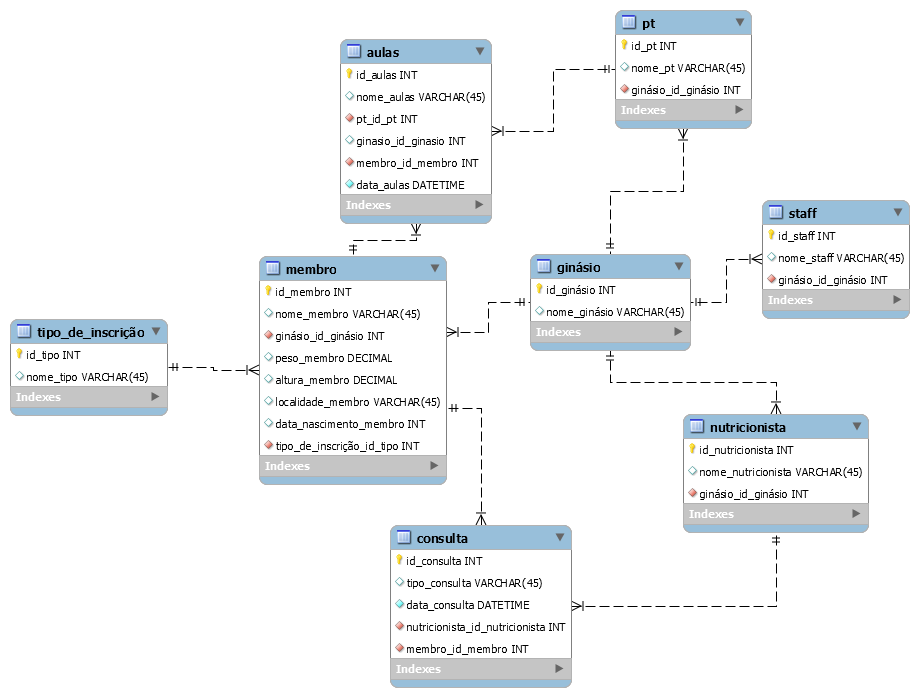 pt
id_pt INT
nome_pt VARCHAR(45)
ginásio_id_ginásio INT
Indexes
aulas
id_aulas INT
nome_aulas VARCHAR(45)
pt_id_pt INT
ginasio_id_ginasio INT
membro_id_membro INT
data_aulas DATETIME
Indexes
staff
id_staff INT
nome_staff VARCHAR(45)
ginásio_id_ginásio INT
Indexes
membro
id_membro INT
nome_membro VARCHAR(45)
ginásio_id_ginásio INT
peso_membro DECIMAL
altura_membro DECIMAL
localidade_membro VARCHAR(45)
data_nascimento_membro INT
tipo_de_inscrição_id_tipo INT
Indexes
ginásio
id_ginásio INT
nome_ginásio VARCHAR(45)
Indexes
tipo_de_inscrição
id_tipo INT
nome_tipo VARCHAR(45)
Indexes
nutricionista
id_nutricionista INT
nome_nutricionista VARCHAR(45)
ginásio_id_ginásio INT
Indexes
consulta
id_consulta INT
tipo_consulta VARCHAR(45)
data_consulta DATETIME
nutricionista_id_nutricionista INT
membro_id_membro INT
Indexes